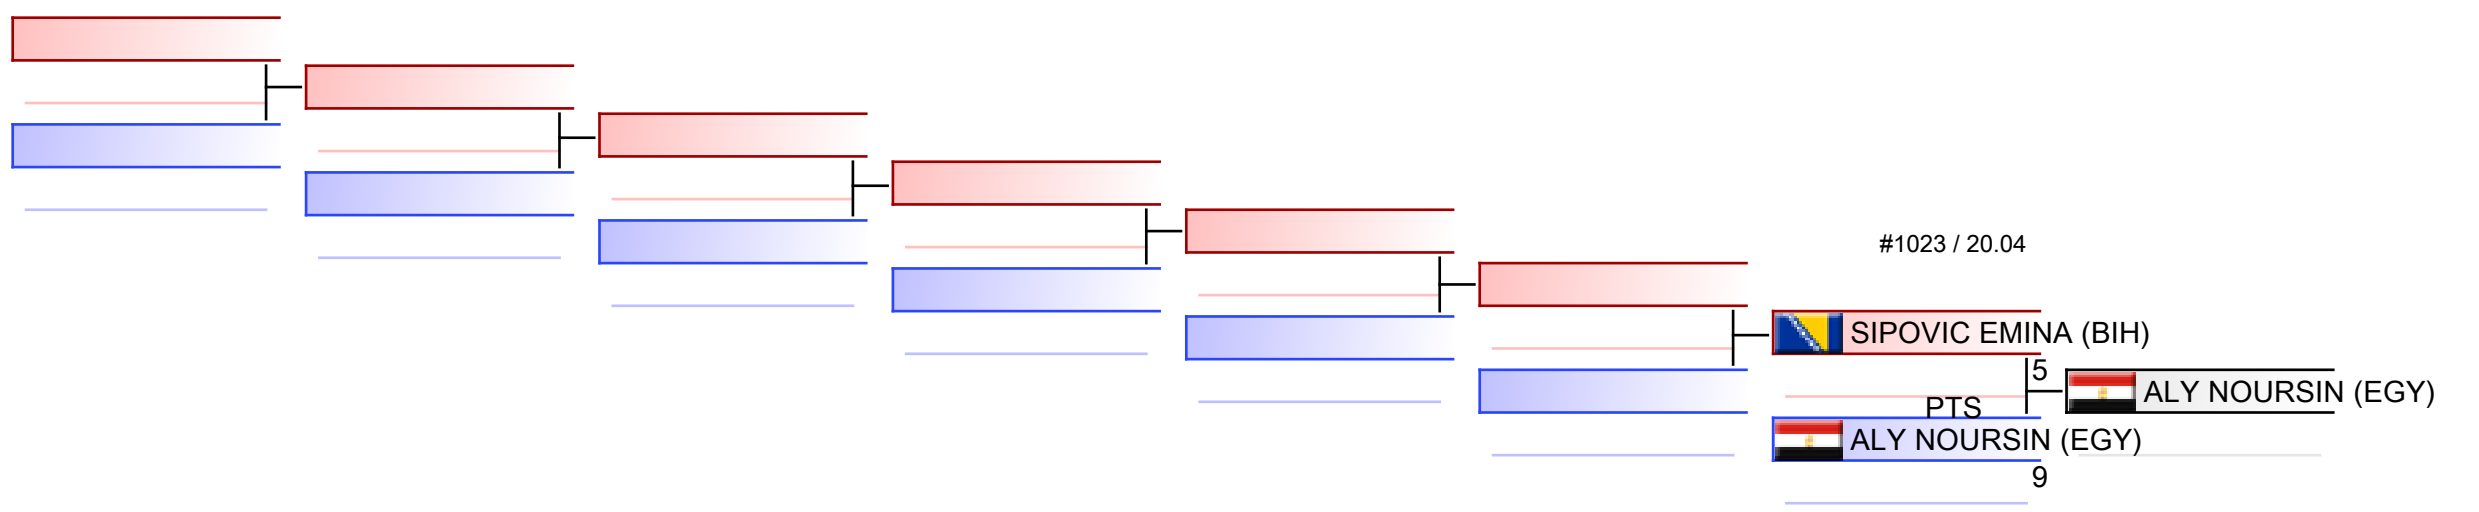 #1023 / 20.04
SIPOVIC EMINA (BIH)
5
ALY NOURSIN (EGY)
PTS
ALY NOURSIN (EGY)
9